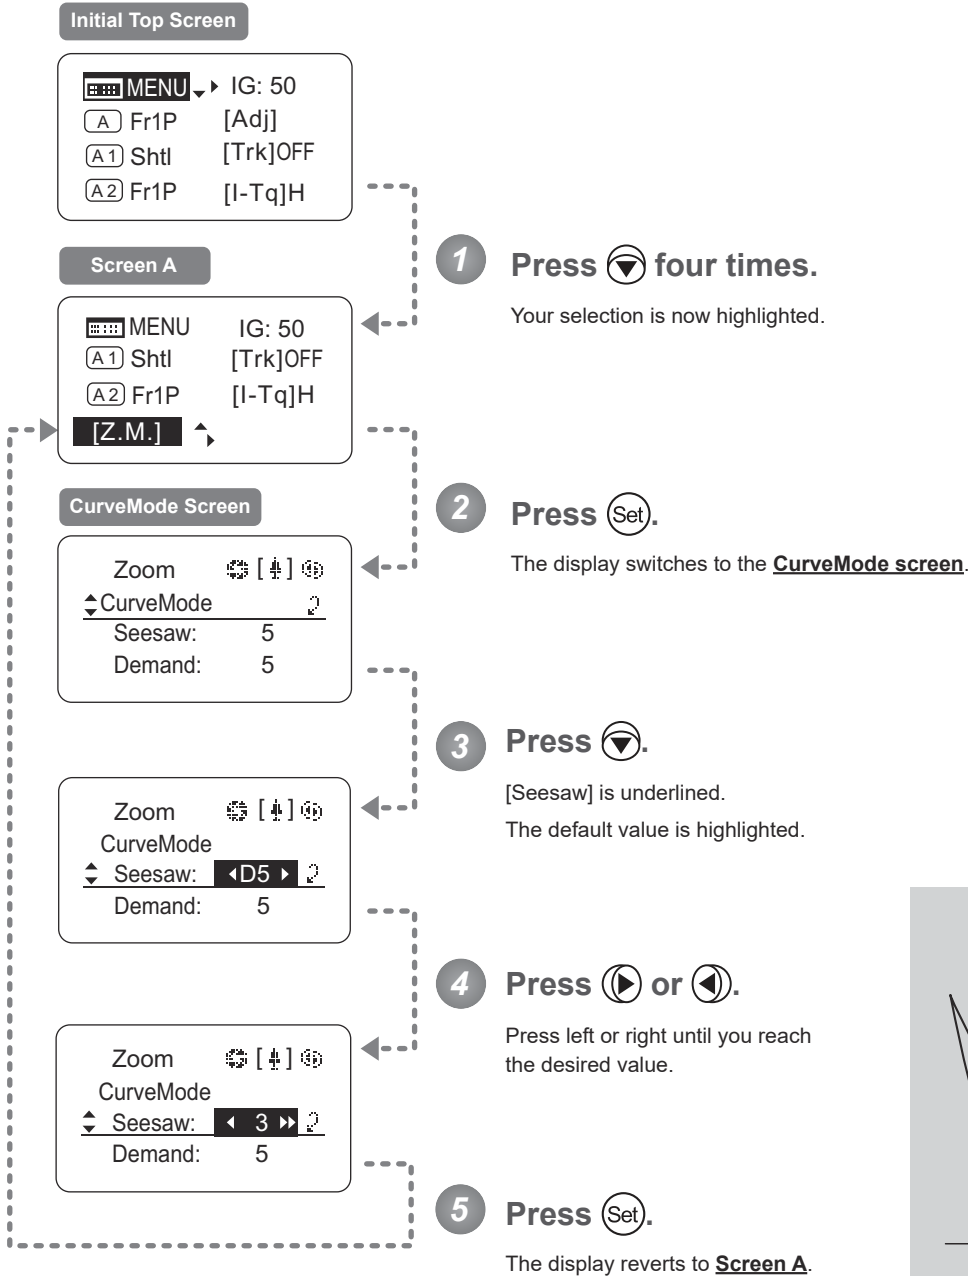 Initial Top Screen
MENU IG: 50
A Fr1P [Adj]
A1 Shtl [Trk]OFF
A2 Fr1P [I-Tq]H
1 Press four times.
Your selection is now highlighted.
Screen A
MENU IG: 50
A1 Shtl [Trk]OFF
A2 Fr1P [I-Tq]H
[Z.M.]
2 Press Set.
The display switches to the CurveMode screen.
CurveMode Screen
Zoom [ ]
CurveMode
Seesaw: 5
Demand: 5
3 Press .
[Seesaw] is underlined.
The default value is highlighted.
Zoom [ ]
CurveMode
Seesaw: D5
Demand: 5
4 Press or .
Press left or right until you reach
the desired value.
Zoom [ ]
CurveMode
Seesaw: 3
Demand: 5
5 Press Set.
The display reverts to Screen A.